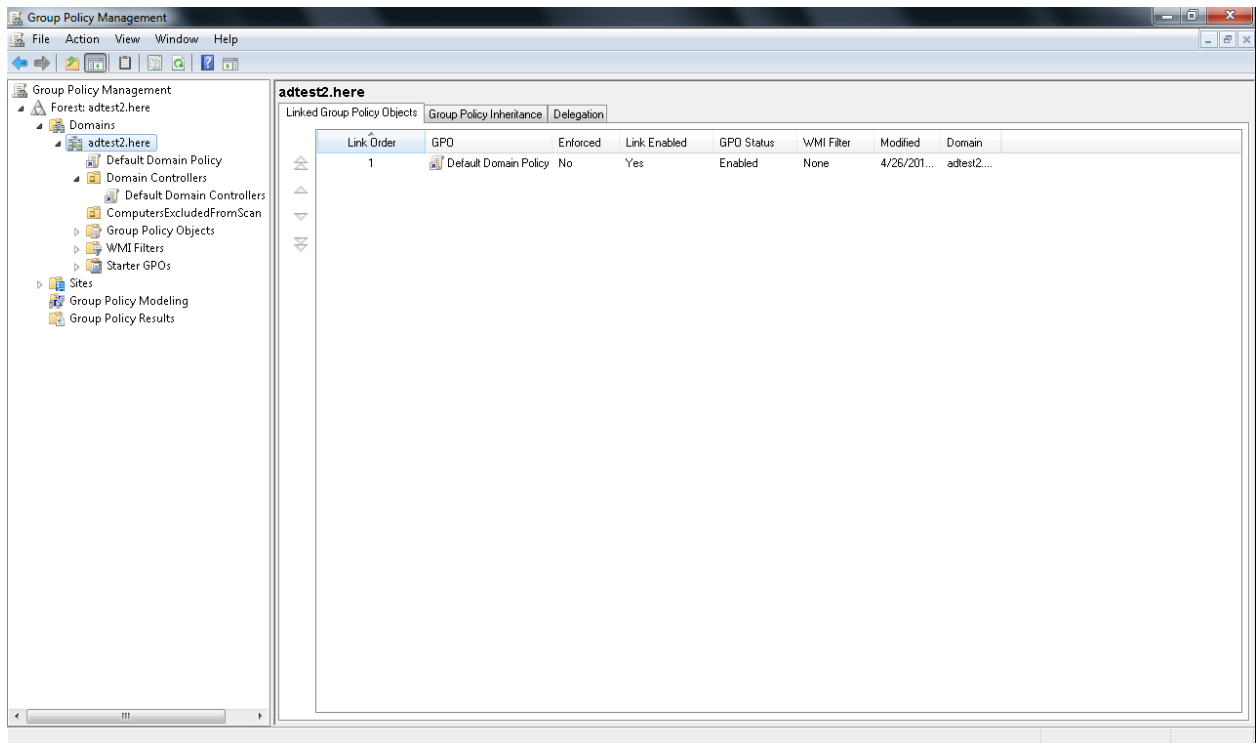 Group Policy Management
File Action View Window Help
Group Policy Management
Forest: adtest2.here
Domains
adtest2.here
Default Domain Policy
Domain Controllers
Default Domain Controllers
ComputersExcludedFromScan
Group Policy Objects
WMI Filters
Starter GPOs
Sites
Group Policy Modeling
Group Policy Results
adtest2.here
Linked Group Policy Objects Group Policy Inheritance Delegation
Link Order GPO Enforced Link Enabled GPO Status WMI Filter Modified Domain
1 Default Domain Policy No Yes Enabled None 4/26/201... adtest2....